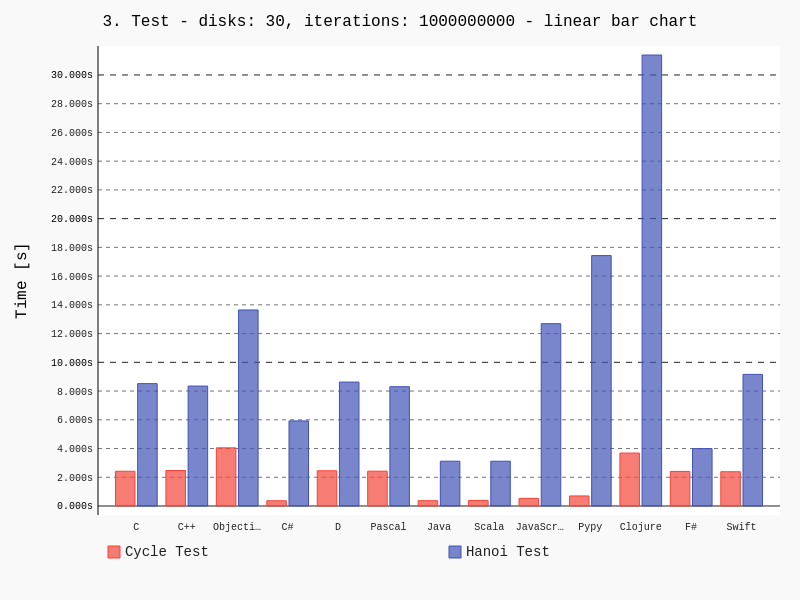 3. Test - disks: 30, iterations: 1000000000 - linear bar chart
Time [s]
30.000s
28.000s
26.000s
24.000s
22.000s
20.000s
18.000s
16.000s
14.000s
12.000s
10.000s
8.000s
6.000s
4.000s
2.000s
0.000s
C C++ Objecti… C# D Pascal Java Scala JavaScr… Pypy Clojure F# Swift
Cycle Test Hanoi Test